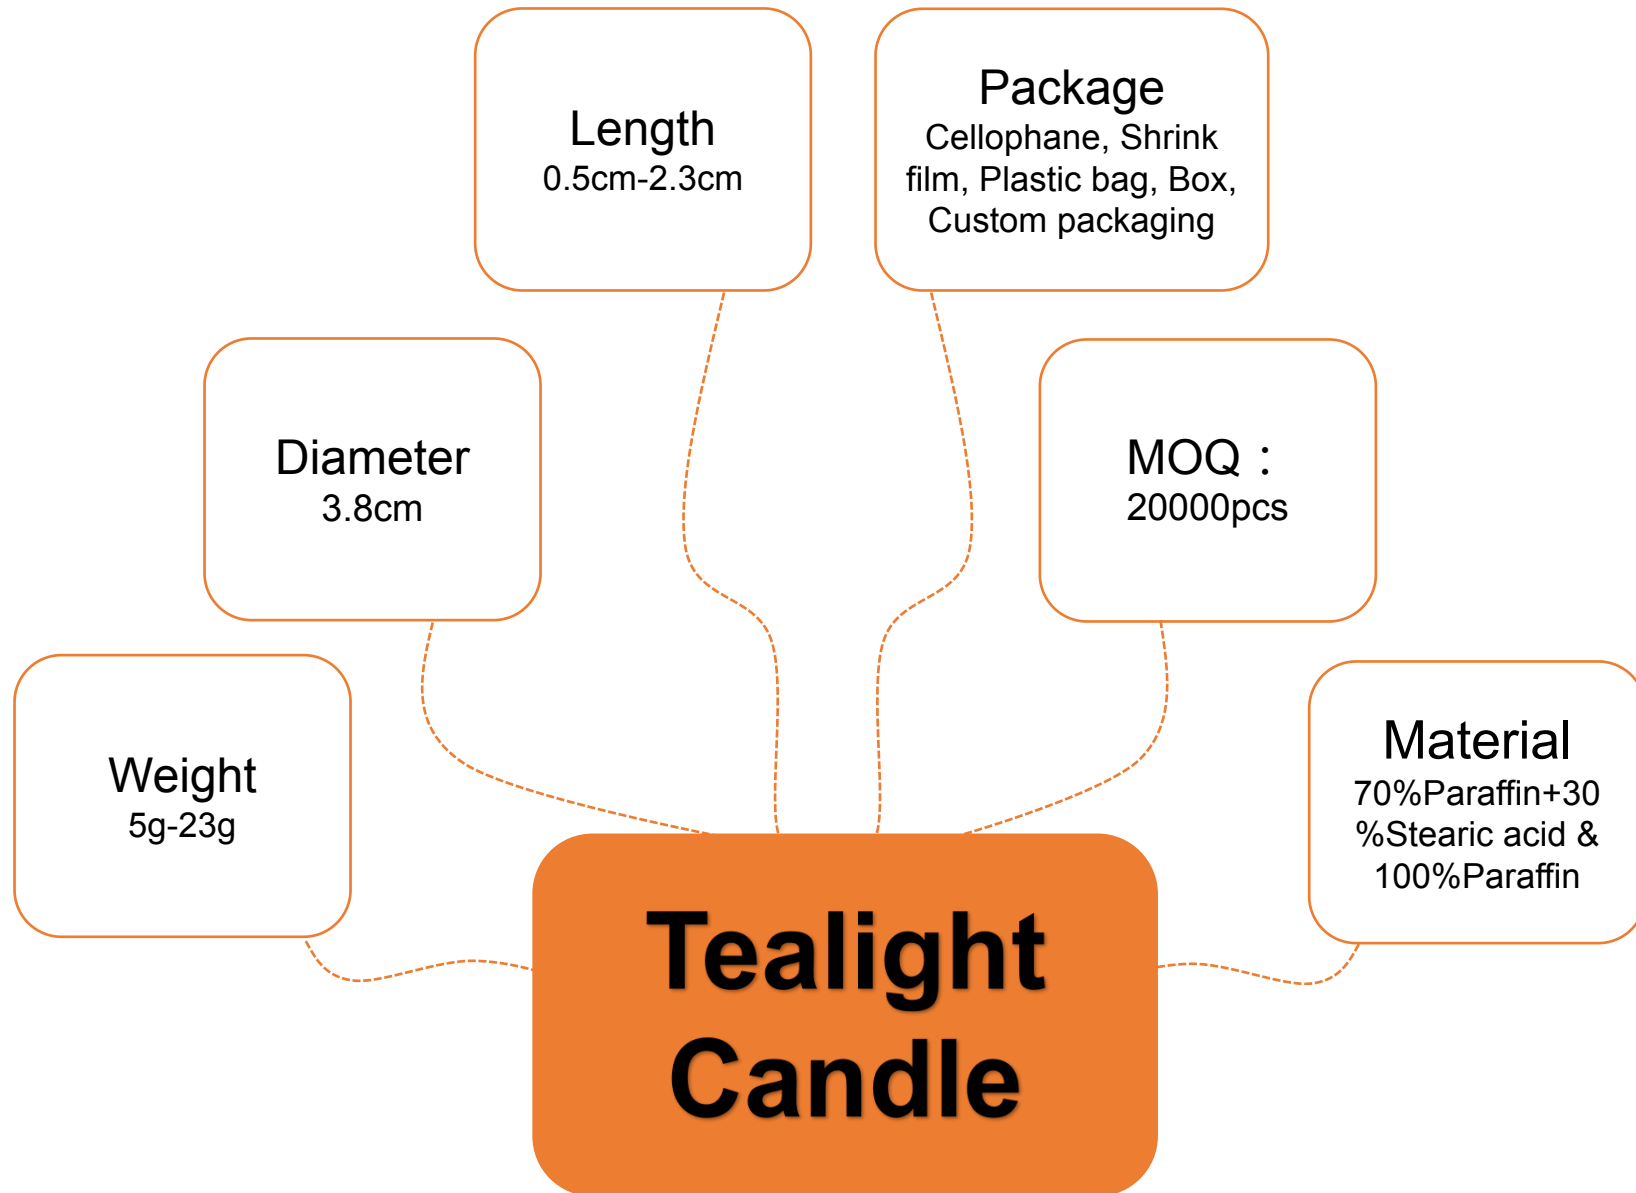 Length
0.5cm-2.3cm
Package
Cellophane, Shrink
film, Plastic bag, Box,
Custom packaging
Diameter
3.8cm
MOQ：
20000pcs
Weight
5g-23g
Material
70%Paraffin+30
%Stearic acid &
100%Paraffin
Tealight
Candle